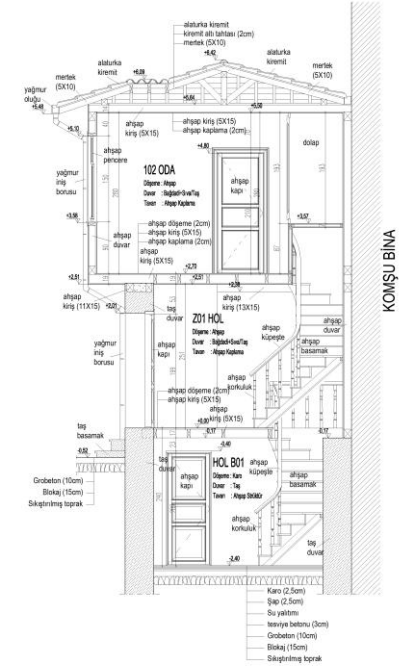 alaturka kiremit
kiremit altı tahtası (2cm)
mertek (5X10)
+6,42
alaturka
kiremit
alaturka
kiremit
mertek
(5X10)
mertek
(5X10)
+6,09
yağmur
oluğu
+5,64
+5,50
+5,10
ahşap
kiriş (5X15)
ahşap kiriş (5X15)
ahşap kaplama (2cm)
dolap
ahşap
pencere
+4,80
102 ODA
Döşeme : Ahşap
Duvar : Bağdadi+Sıva/Taş
Tavan : Ahşap Kaplama
ahşap
kapı
yağmur
iniş
borusu
+3,57
ahşap döşeme (2cm)
ahşap kiriş (5X15)
ahşap kaplama (2cm)
ahşap
duvar
ahşap
kiriş (5X15)
+2,70
+2,51
+2,51
+2,38
ahşap
kiriş (11X15)
+2,01
taş
duvar
ahşap
kiriş (13X15)
Z01 HOL
Döşeme : Ahşap
Duvar : Bağdadi+Sıva/Taş
Tavan : Ahşap Kaplama
ahşap
küpeşte
ahşap
duvar
ahşap
basamak
yağmur
iniş
borusu
ahşap
kapı
ahşap
korkuluk
ahşap döşeme (2cm)
ahşap kiriş (5X15)
ahşap
kiriş (5X15)
±0,00
-0,17
-0,17
taş
basamak
-0,52
-0,40
taş
duvar
HOL B01
Döşeme : Karo
Duvar : Taş
Tavan : Ahşap Strüktür
ahşap
küpeşte
ahşap
kapı
ahşap
basamak
Grobeton (10cm)
Blokaj (15cm)
Sıkıştırılmış toprak
ahşap
korkuluk
taş
duvar
-2,40
Karo (2,5cm)
Şap (2,5cm)
Su yalıtımı
tesviye betonu (3cm)
Grobeton (10cm)
Blokaj (15cm)
Sıkıştırılmış toprak
KOMŞU BİNA